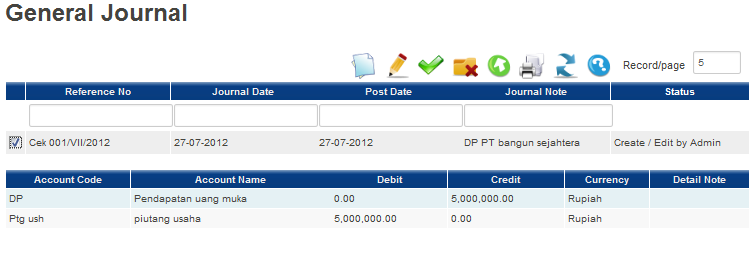 General Journal
Record/page 5
Reference No Journal Date Post Date Journal Note Status
Cek 001/VII/2012 27-07-2012 27-07-2012 DP PT bangun sejahtera Create / Edit by Admin
Account Code Account Name Debit Credit Currency Detail Note
DP Pendapatan uang muka 0.00 5,000,000.00 Rupiah
Ptg ush piutang usaha 5,000,000.00 0.00 Rupiah